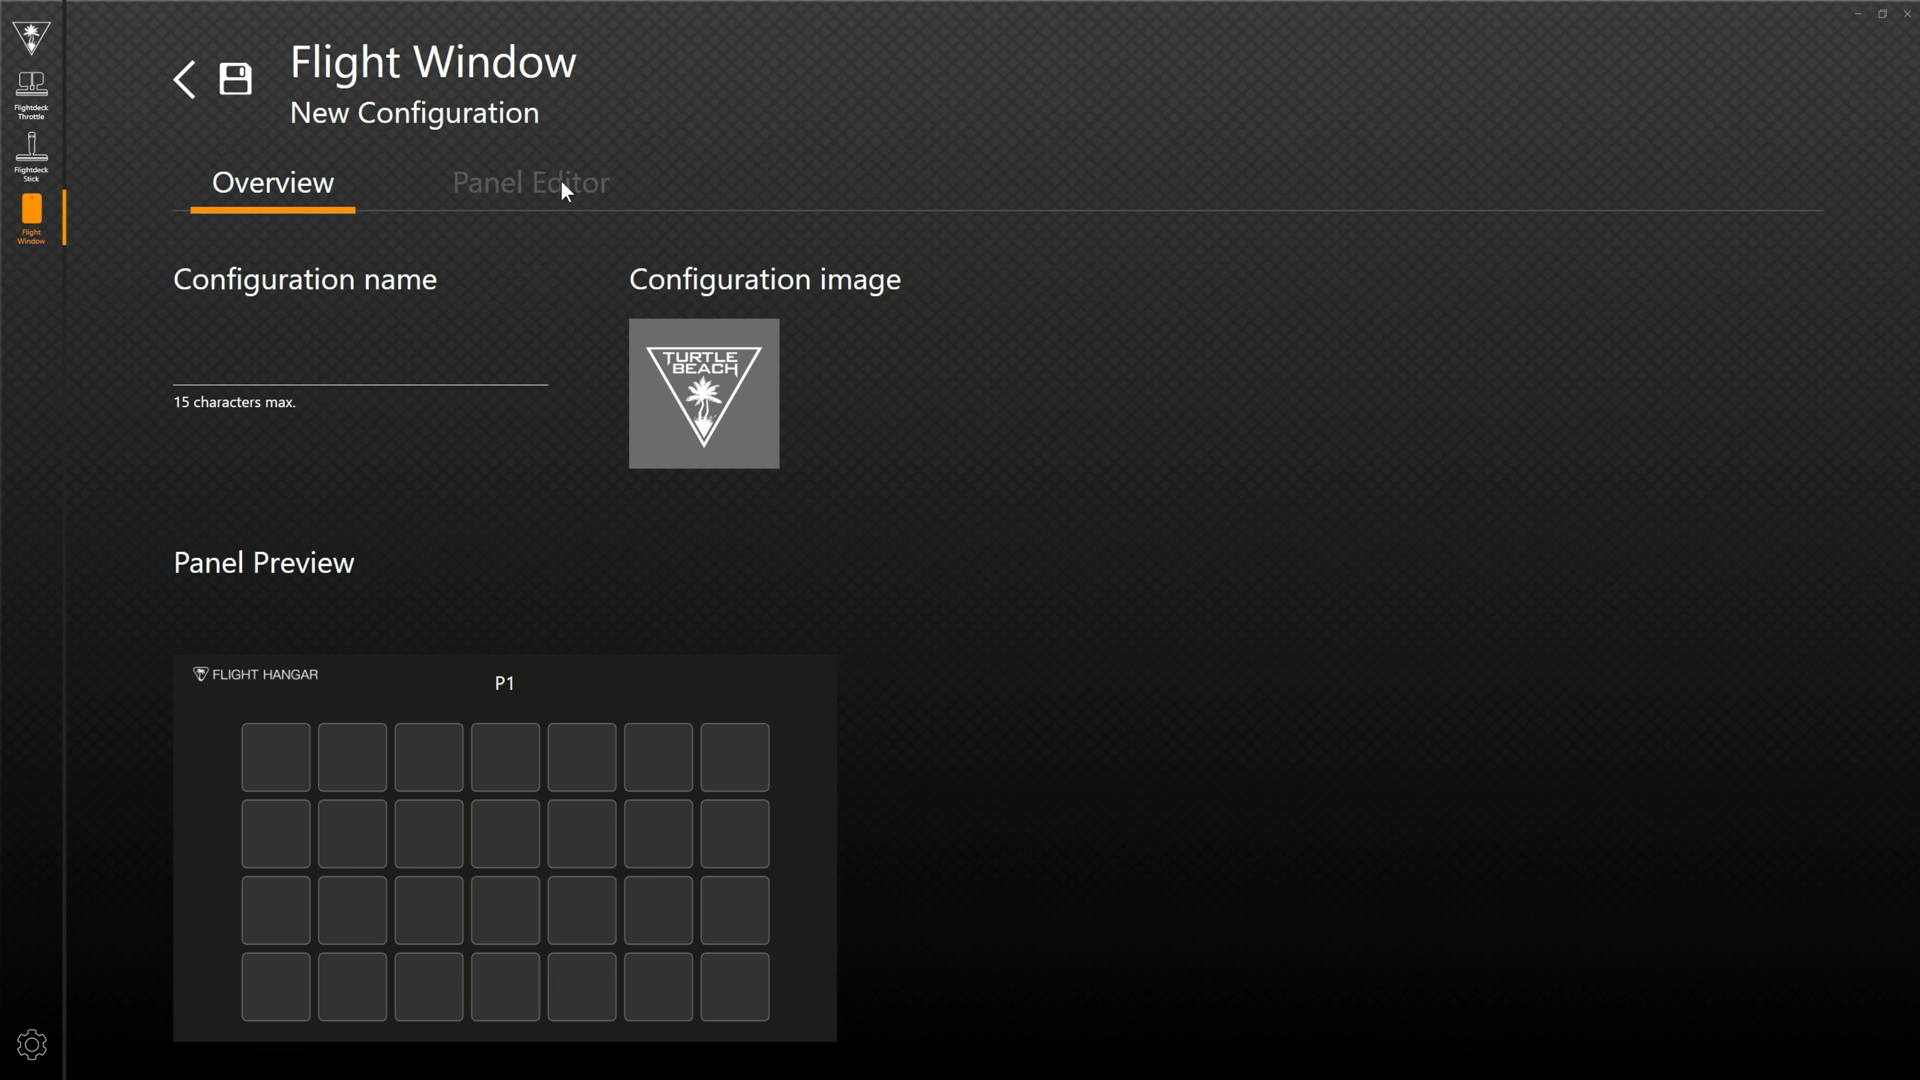 Flight Window
New Configuration
Flightdeck
Throttle
Flightdeck
Stick
Flight
Window
Overview
Panel Editor
Configuration name
Configuration image
TURTLE
BEACH
15 characters max.
Panel Preview
FLIGHT HANGAR
P1